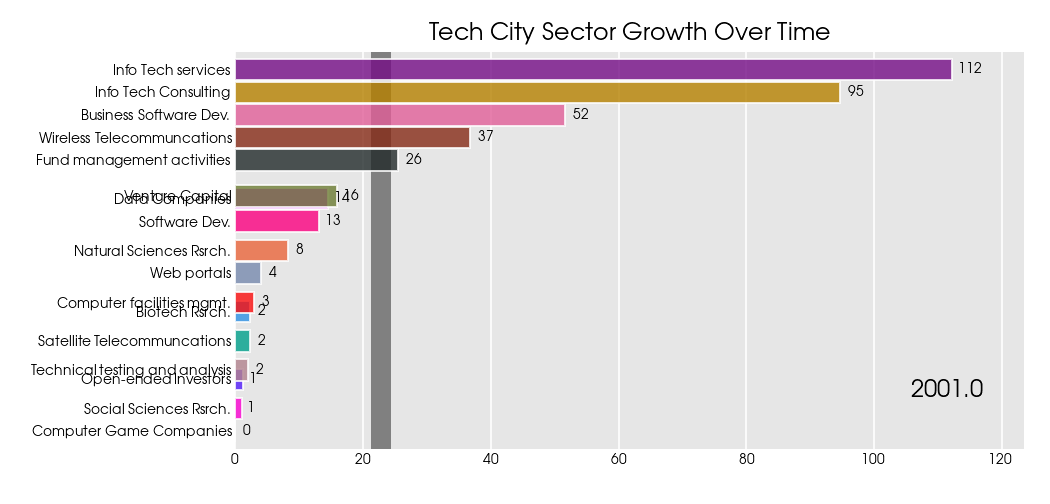 Tech City Sector Growth Over Time
Info Tech services 112
Info Tech Consulting 95
Business Software Dev. 52
Wireless Telecommuncations 37
Fund management activities 26
Venture Capital 16
Data Companies 14
Software Dev. 13
Natural Sciences Rsrch. 8
Web portals 4
Computer facilities mgmt. 3
Biotech Rsrch. 2
Satellite Telecommuncations 2
Technical testing and analysis 2
Open-ended Investors 1
Social Sciences Rsrch. 1
Computer Game Companies 0
2001.0
0 20 40 60 80 100 120